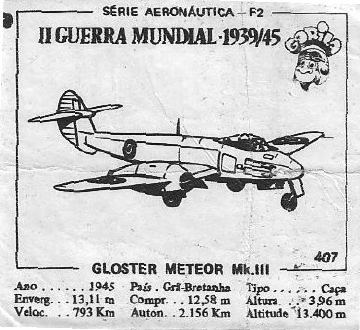 SÉRIE AERONÁUTICA - F2
II GUERRA MUNDIAL · 1939/45
GORILA
407
GLOSTER METEOR Mk.III
Ano ...... 1945 País . Grã-Bretanha Tipo ..... Caça
Enverg. . . 13,11 m Compr. . . 12,58 m Altura . . 3,96 m
Veloc. . . 793 Km Auton. 2.156 Km Altitude 13.400 m